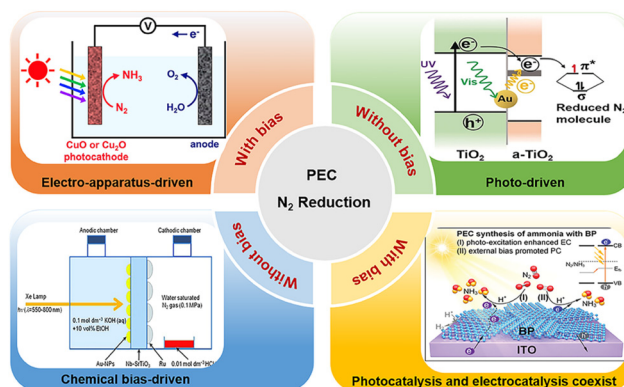 V
e⁻
NH₃
N₂
O₂
H₂O
CuO or Cu₂O
photocathode
anode
Electro-apparatus-driven
With bias
UV
Vis
e⁻
e⁻
e⁻
h⁺
Au
1 π*
σ
Reduced N₂
molecule
TiO₂
a-TiO₂
Without bias
Photo-driven
PEC
N₂ Reduction
Anodic chamber
Cathodic chamber
Xe Lamp
0.1 mol dm⁻³ KOH (aq)
+10 vol% EtOH
Water saturated
N₂ gas (0.1MPa)
Au-NPs
Nb-SrTiO₃
Ru
0.01 mol dm⁻³ HCl
Without bias
Chemical bias-driven
PEC synthesis of ammonia with BP
(I) photo-excitation enhanced EC
(II) external bias promoted PC
CB
N₂/NH₃
VB
N₂
NH₃
(I)
(II)
NH₃
H⁺
H⁺
BP
ITO
With bias
Photocatalysis and electrocatalysis coexist